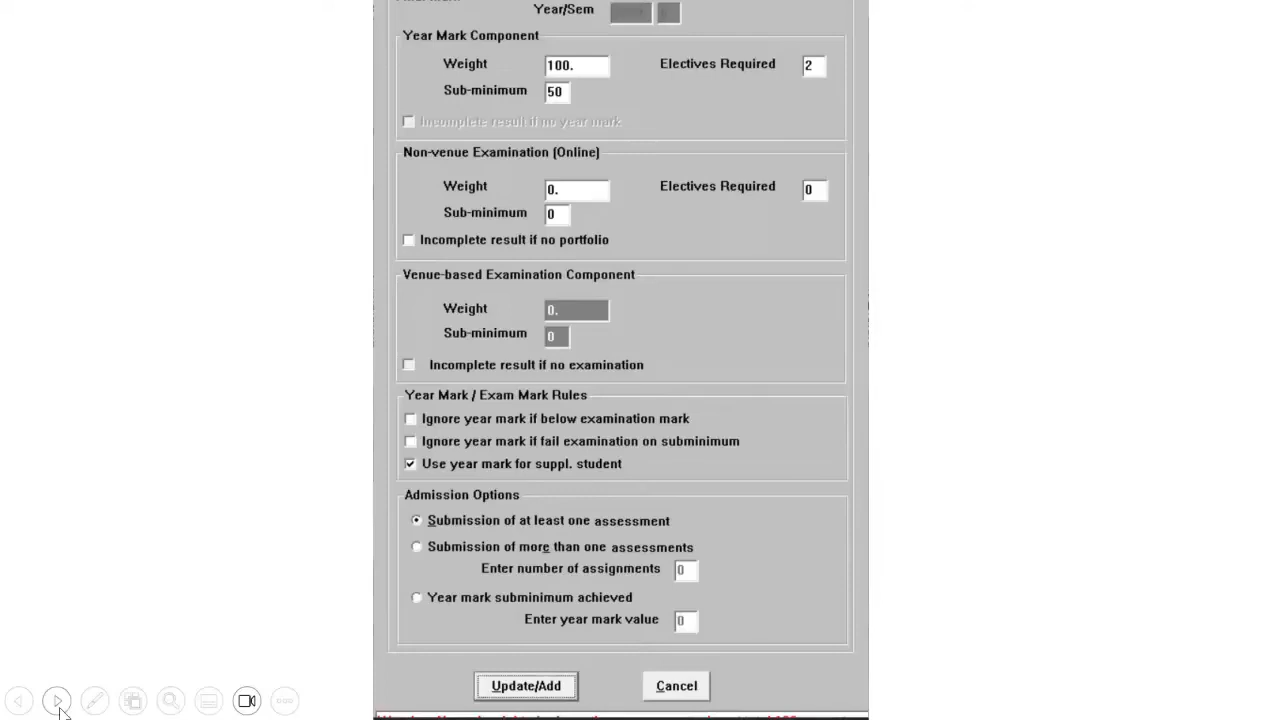 Year/Sem
Year Mark Component
Weight 100. Electives Required 2
Sub-minimum 50
Incomplete result if no year mark
Non-venue Examination (Online)
Weight 0. Electives Required 0
Sub-minimum 0
Incomplete result if no portfolio
Venue-based Examination Component
Weight 0.
Sub-minimum 0
Incomplete result if no examination
Year Mark / Exam Mark Rules
Ignore year mark if below examination mark
Ignore year mark if fail examination on subminimum
Use year mark for suppl. student
Admission Options
Submission of at least one assessment
Submission of more than one assessments
Enter number of assignments 0
Year mark subminimum achieved
Enter year mark value 0
Update/Add Cancel